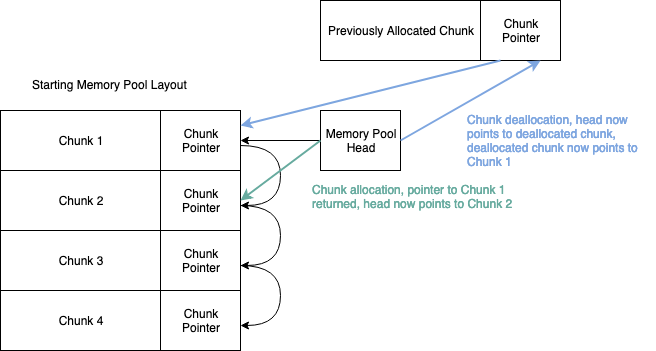 Previously Allocated Chunk
Chunk
Pointer
Starting Memory Pool Layout
Chunk 1
Chunk
Pointer
Memory Pool
Head
Chunk deallocation, head now
points to deallocated chunk,
deallocated chunk now points to
Chunk 1
Chunk allocation, pointer to Chunk 1
returned, head now points to Chunk 2
Chunk 2
Chunk
Pointer
Chunk 3
Chunk
Pointer
Chunk 4
Chunk
Pointer